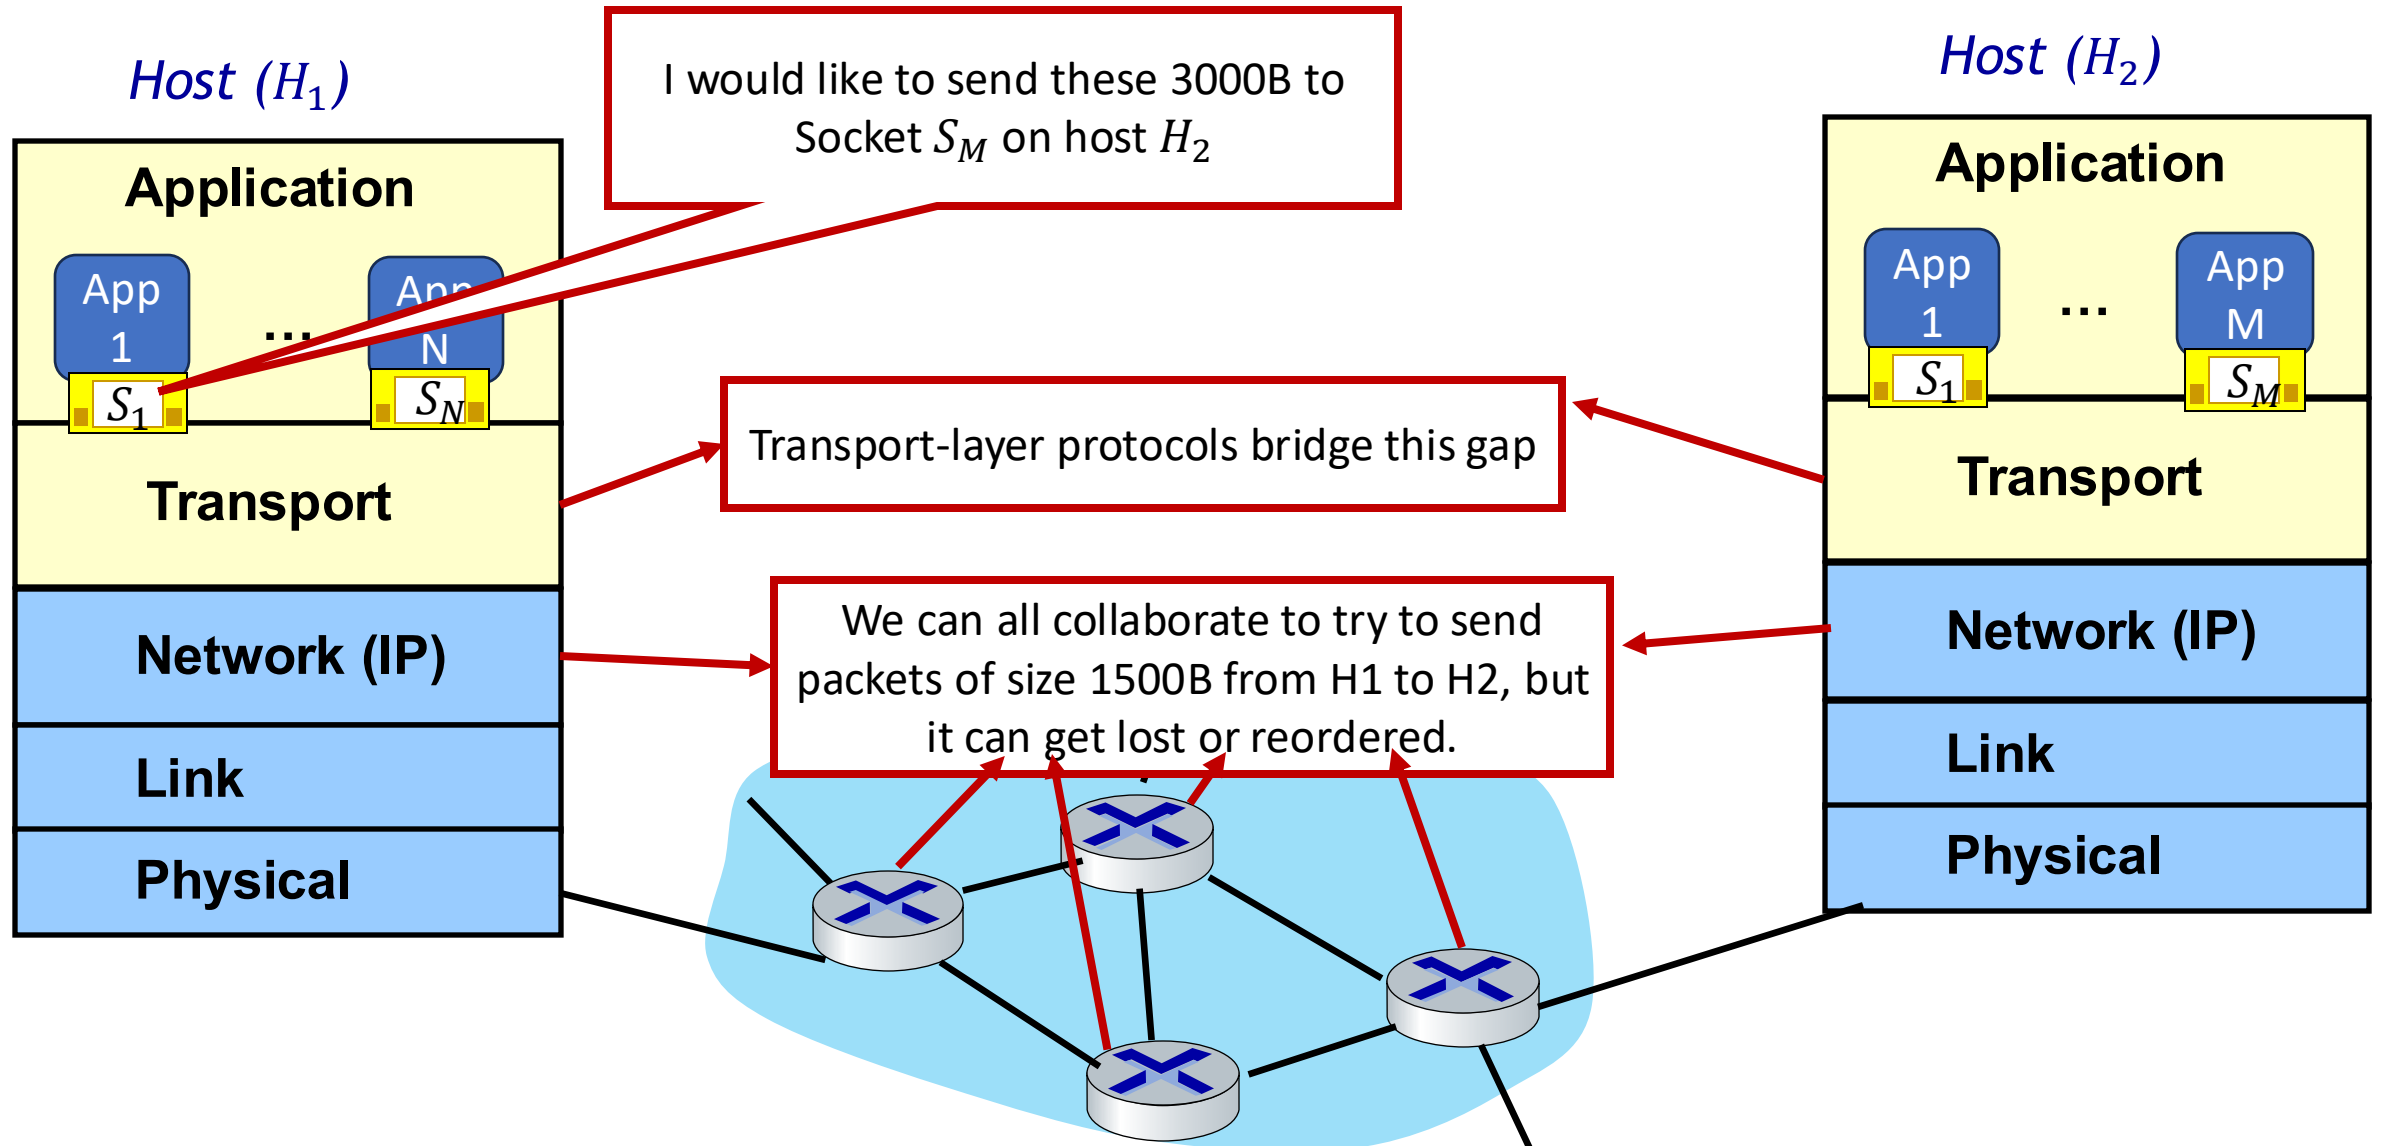 Host (H₁)
I would like to send these 3000B to
Socket S_M on host H₂
Host (H₂)
Application
App
1
...
App
N
S₁
S_N
Transport
Network (IP)
Link
Physical
Transport-layer protocols bridge this gap
We can all collaborate to try to send
packets of size 1500B from H1 to H2, but
it can get lost or reordered.
Application
App
1
...
App
M
S₁
S_M
Transport
Network (IP)
Link
Physical